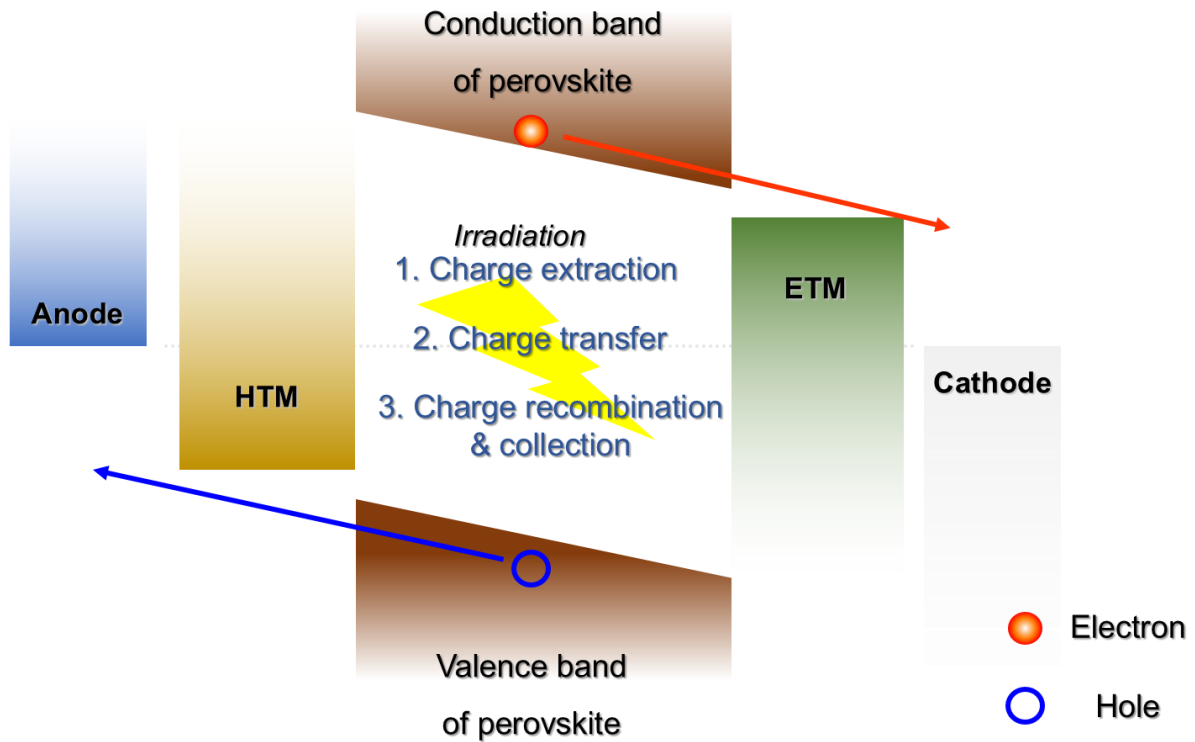 Conduction band
of perovskite
Irradiation
1. Charge extraction
ETM
Anode
2. Charge transfer
HTM
Cathode
3. Charge recombination
& collection
Electron
Valence band
of perovskite
Hole